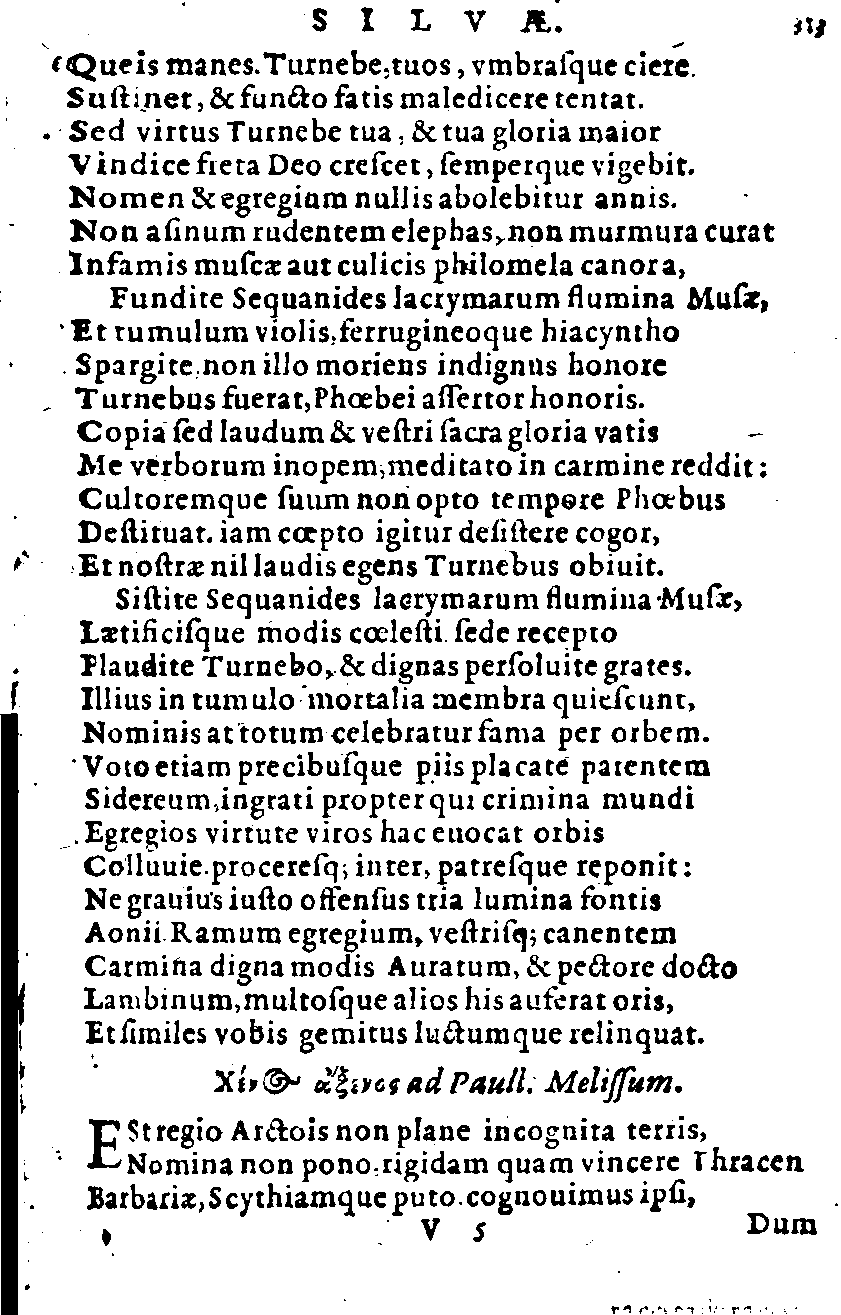 SILVÆ. 313
Queis manes. Turnebe, tuos, vmbraſque ciere.
Suſtinet, & functo fatis maledicere tentat.
Sed virtus Turnebe tua, & tua gloria maior
Vindice freta Deo creſcet, ſemperque vigebit.
Nomen & egregium nullis abolebitur annis.
Non aſinum rudentem elephas, non murmura curat
Infamis muſcæ aut culicis philomela canora,
Fundite Sequanides lacrymarum flumina Muſæ,
Et tumulum violis, ferrugineoque hiacyntho
Spargite, non illo moriens indignus honore
Turnebus fuerat, Phœbei aſſertor honoris.
Copia ſed laudum & veſtri ſacra gloria vatis
Me verborum inopem, meditato in carmine reddit:
Cultoremque ſuum non opto tempore Phœbus
Deſtituat. iam cœpto igitur deſiſtere cogor,
Et noſtræ nil laudis egens Turnebus obiuit.
Siſtite Sequanides lacrymarum flumina Muſæ,
Lætificiſque modis cœleſti ſede recepto
Plaudite Turnebo, & dignas perſoluite grates.
Illius in tumulo mortalia membra quieſcunt,
Nominis at totum celebratur fama per orbem.
Voto etiam precibuſque piis placate parentem
Sidereum, ingrati propter qui crimina mundi
Egregios virtute viros hac euocat orbis
Colluuie. procereſq; inter, patreſque reponit:
Ne grauius iuſto offenſus tria lumina fontis
Aonii Ramum egregium, veſtriſq; canentem
Carmina digna modis Auratum, & pectore docto
Lambinum, multoſque alios his auferat oris,
Et ſimiles vobis gemitus luctumque relinquat.
Χίνος ἄξενος ad Paull. Meliſſum.
ESt regio Arctois non plane incognita terris,
Nomina non pono, rigidam quam vincere Thracen
Barbariæ, Scythiamque puto. cognouimus ipſi,
V 5 Dum